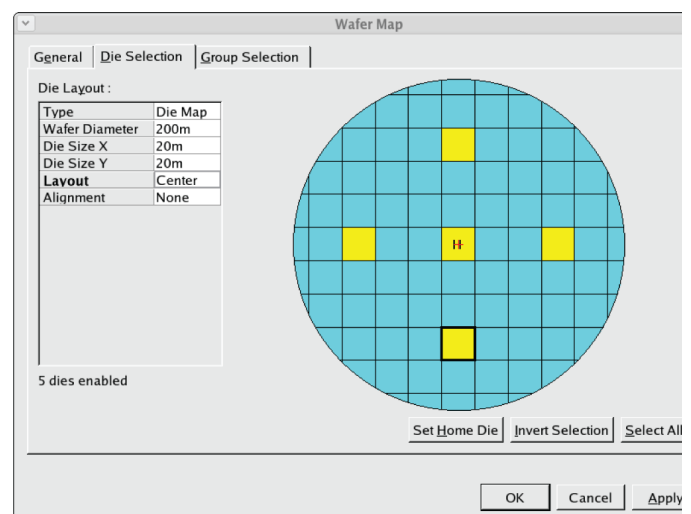 Wafer Map
General Die Selection Group Selection
Die Layout :
Type Die Map
Wafer Diameter 200m
Die Size X 20m
Die Size Y 20m
Layout Center
Alignment None
H
5 dies enabled
Set Home Die Invert Selection Select All
OK Cancel Apply